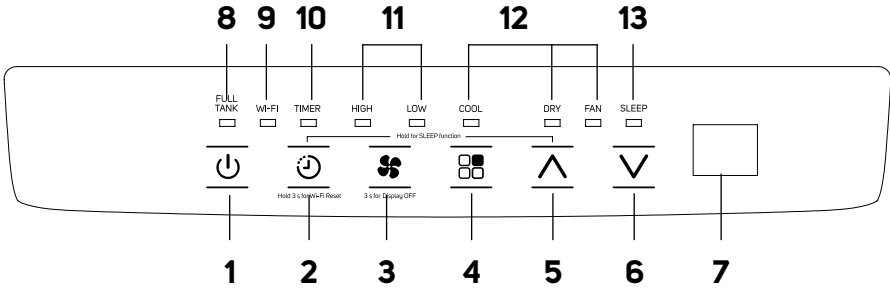 8 9 10 11 12 13
FULL
TANK
WI-FI TIMER HIGH LOW COOL DRY FAN SLEEP
Hold for SLEEP function
Hold 3 s for Wi-Fi Reset 3 s for Display OFF
1 2 3 4 5 6 7